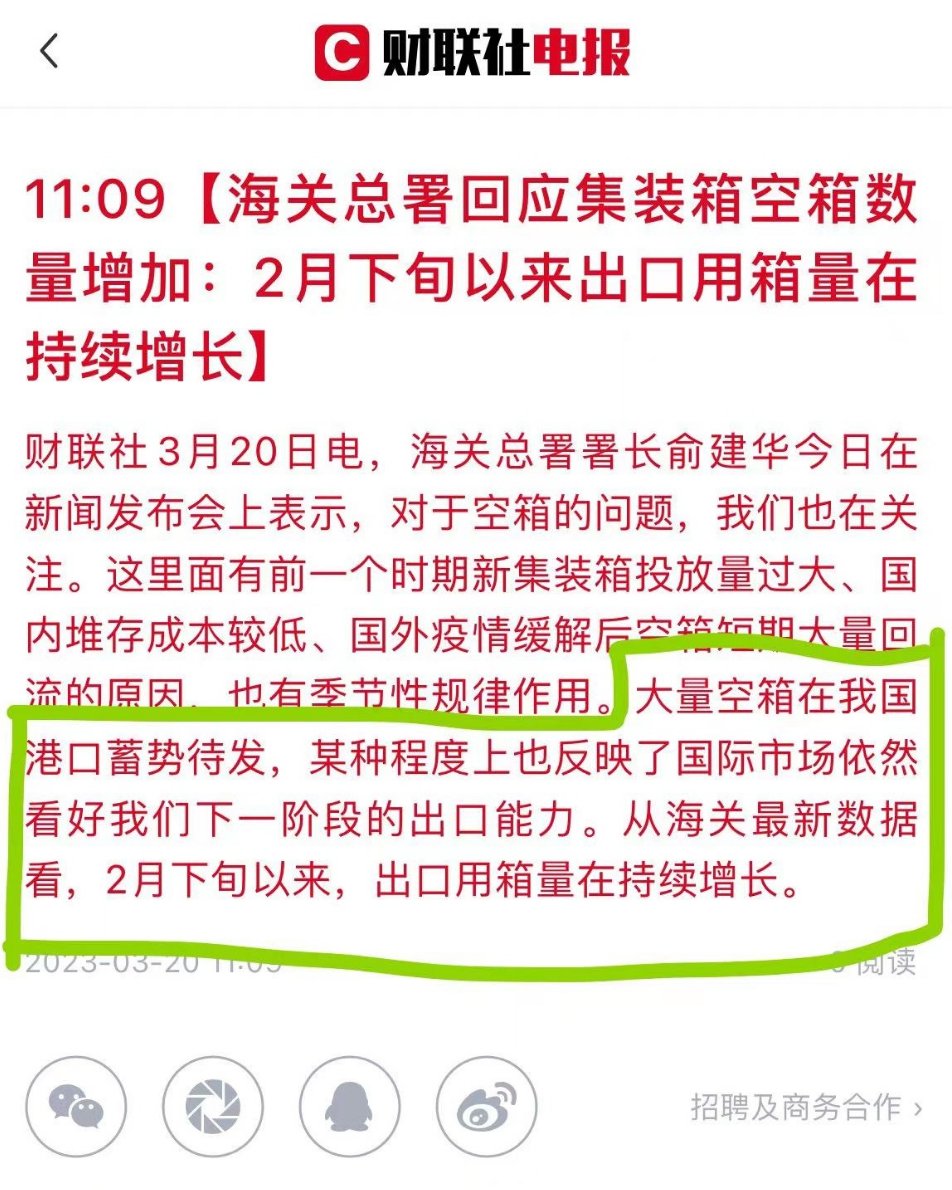 财联社电报
11:09【海关总署回应集装箱空箱数
量增加：2月下旬以来出口用箱量在
持续增长】
财联社3月20日电，海关总署署长俞建华今日在
新闻发布会上表示，对于空箱的问题，我们也在关
注。这里面有前一个时期新集装箱投放量过大、国
内堆存成本较低、国外疫情缓解后空箱短期大量回
流的原因，也有季节性规律作用。大量空箱在我国
港口蓄势待发，某种程度上也反映了国际市场依然
看好我们下一阶段的出口能力。从海关最新数据
看，2月下旬以来，出口用箱量在持续增长。
2023-03-20 11:09 阅读
招聘及商务合作 ›